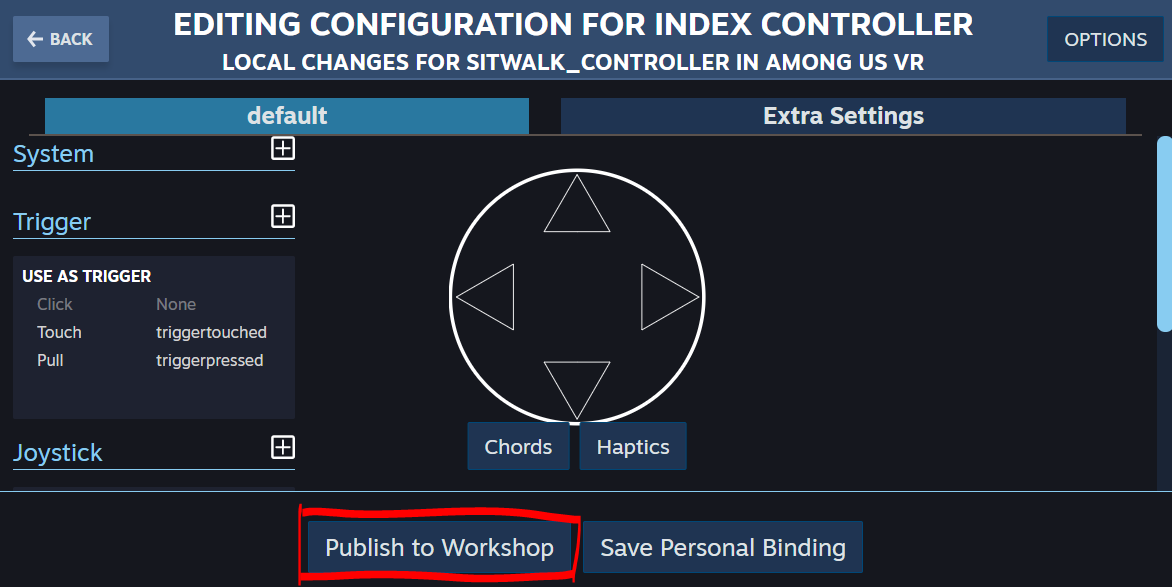 EDITING CONFIGURATION FOR INDEX CONTROLLER
← BACK
OPTIONS
LOCAL CHANGES FOR SITWALK_CONTROLLER IN AMONG US VR
default
Extra Settings
System
Trigger
USE AS TRIGGER
Click None
Touch triggertouched
Pull triggerpressed
Joystick
Chords
Haptics
Publish to Workshop
Save Personal Binding